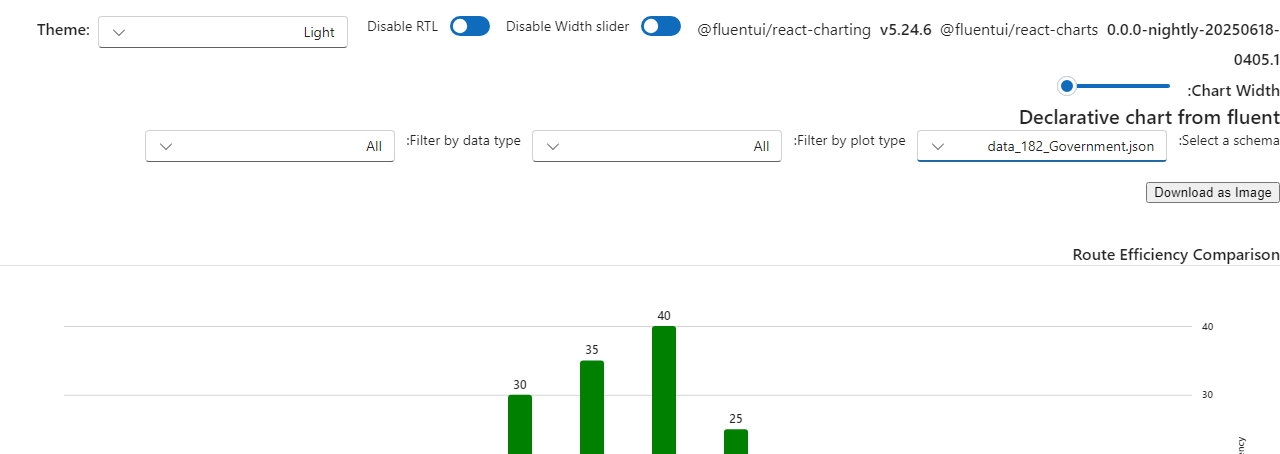 Theme: Light Disable RTL Disable Width slider @fluentui/react-charting v5.24.6 @fluentui/react-charts 0.0.0-nightly-20250618-
0405.1
:Chart Width
Declarative chart from fluent
All :Filter by data type All :Filter by plot type data_182_Government.json :Select a schema
Download as Image
Route Efficiency Comparison
40
40
35
30
30
25